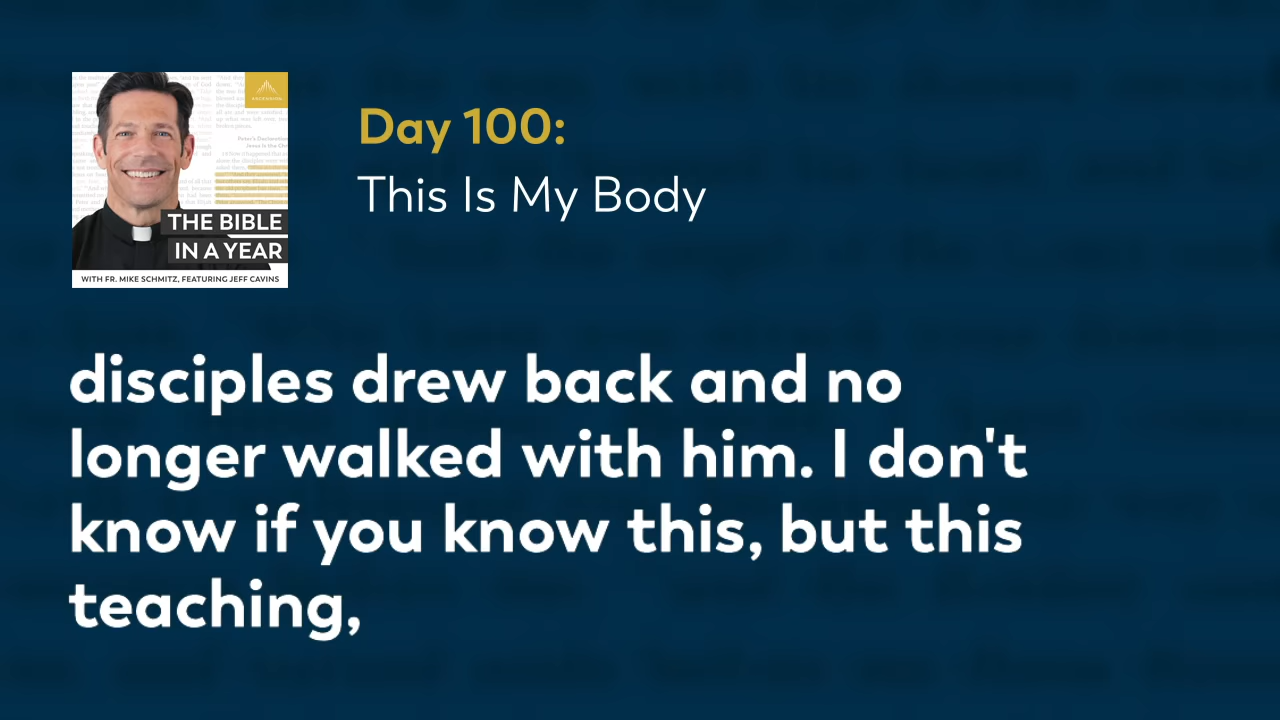 Day 100:
This Is My Body
ASCENSION
THE BIBLE
IN A YEAR
WITH FR. MIKE SCHMITZ, FEATURING JEFF CAVINS
disciples drew back and no
longer walked with him. I don't
know if you know this, but this
teaching,